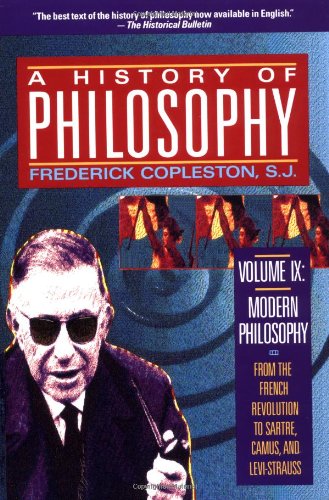 "The best text of the history of philosophy now available in English."
—The Historical Bulletin
A HISTORY OF
PHILOSOPHY
FREDERICK COPLESTON, S.J.
VOLUME IX:
MODERN
PHILOSOPHY
FROM THE
FRENCH
REVOLUTION
TO SARTRE,
CAMUS, AND
LEVI-STRAUSS